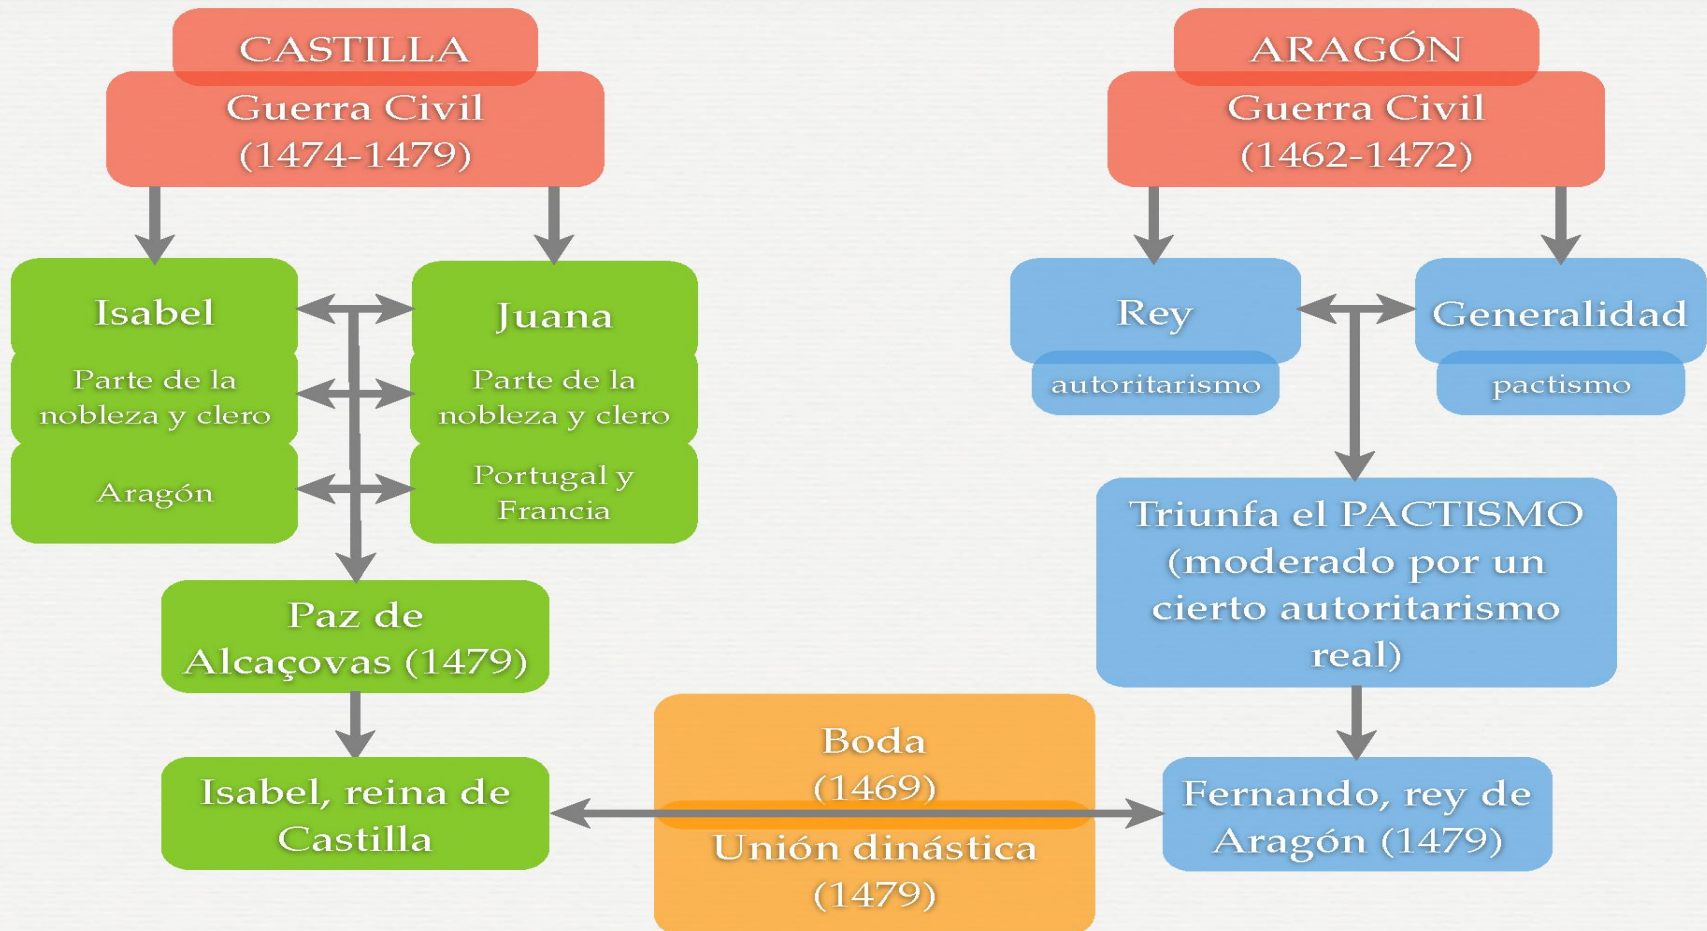 CASTILLA
Guerra Civil
(1474-1479)
Isabel
Parte de la
nobleza y clero
Aragón
Juana
Parte de la
nobleza y clero
Portugal y
Francia
Paz de
Alcaçovas (1479)
Isabel, reina de
Castilla
ARAGÓN
Guerra Civil
(1462-1472)
Rey
autoritarismo
Generalidad
pactismo
Triunfa el PACTISMO
(moderado por un
cierto autoritarismo
real)
Fernando, rey de
Aragón (1479)
Boda
(1469)
Unión dinástica
(1479)